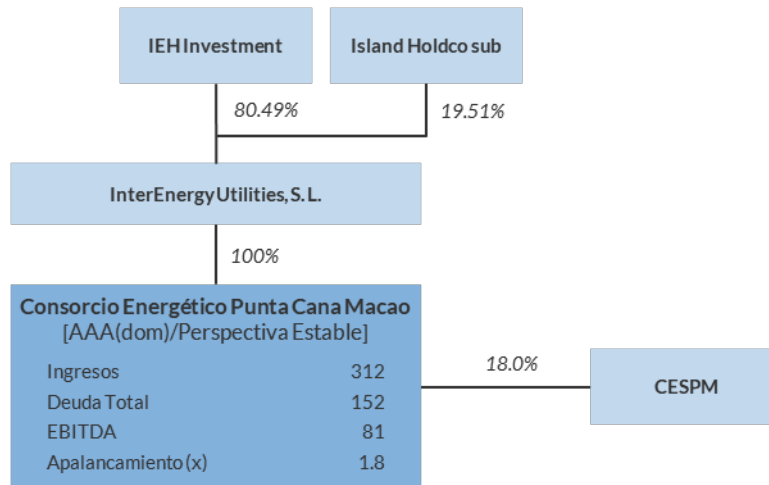 IEH Investment
Island Holdco sub
80.49%
19.51%
InterEnergy Utilities, S. L.
100%
Consorcio Energético Punta Cana Macao
[AAA(dom)/Perspectiva Estable]
Ingresos 312
Deuda Total 152
EBITDA 81
Apalancamiento (x) 1.8
18.0%
CESPM